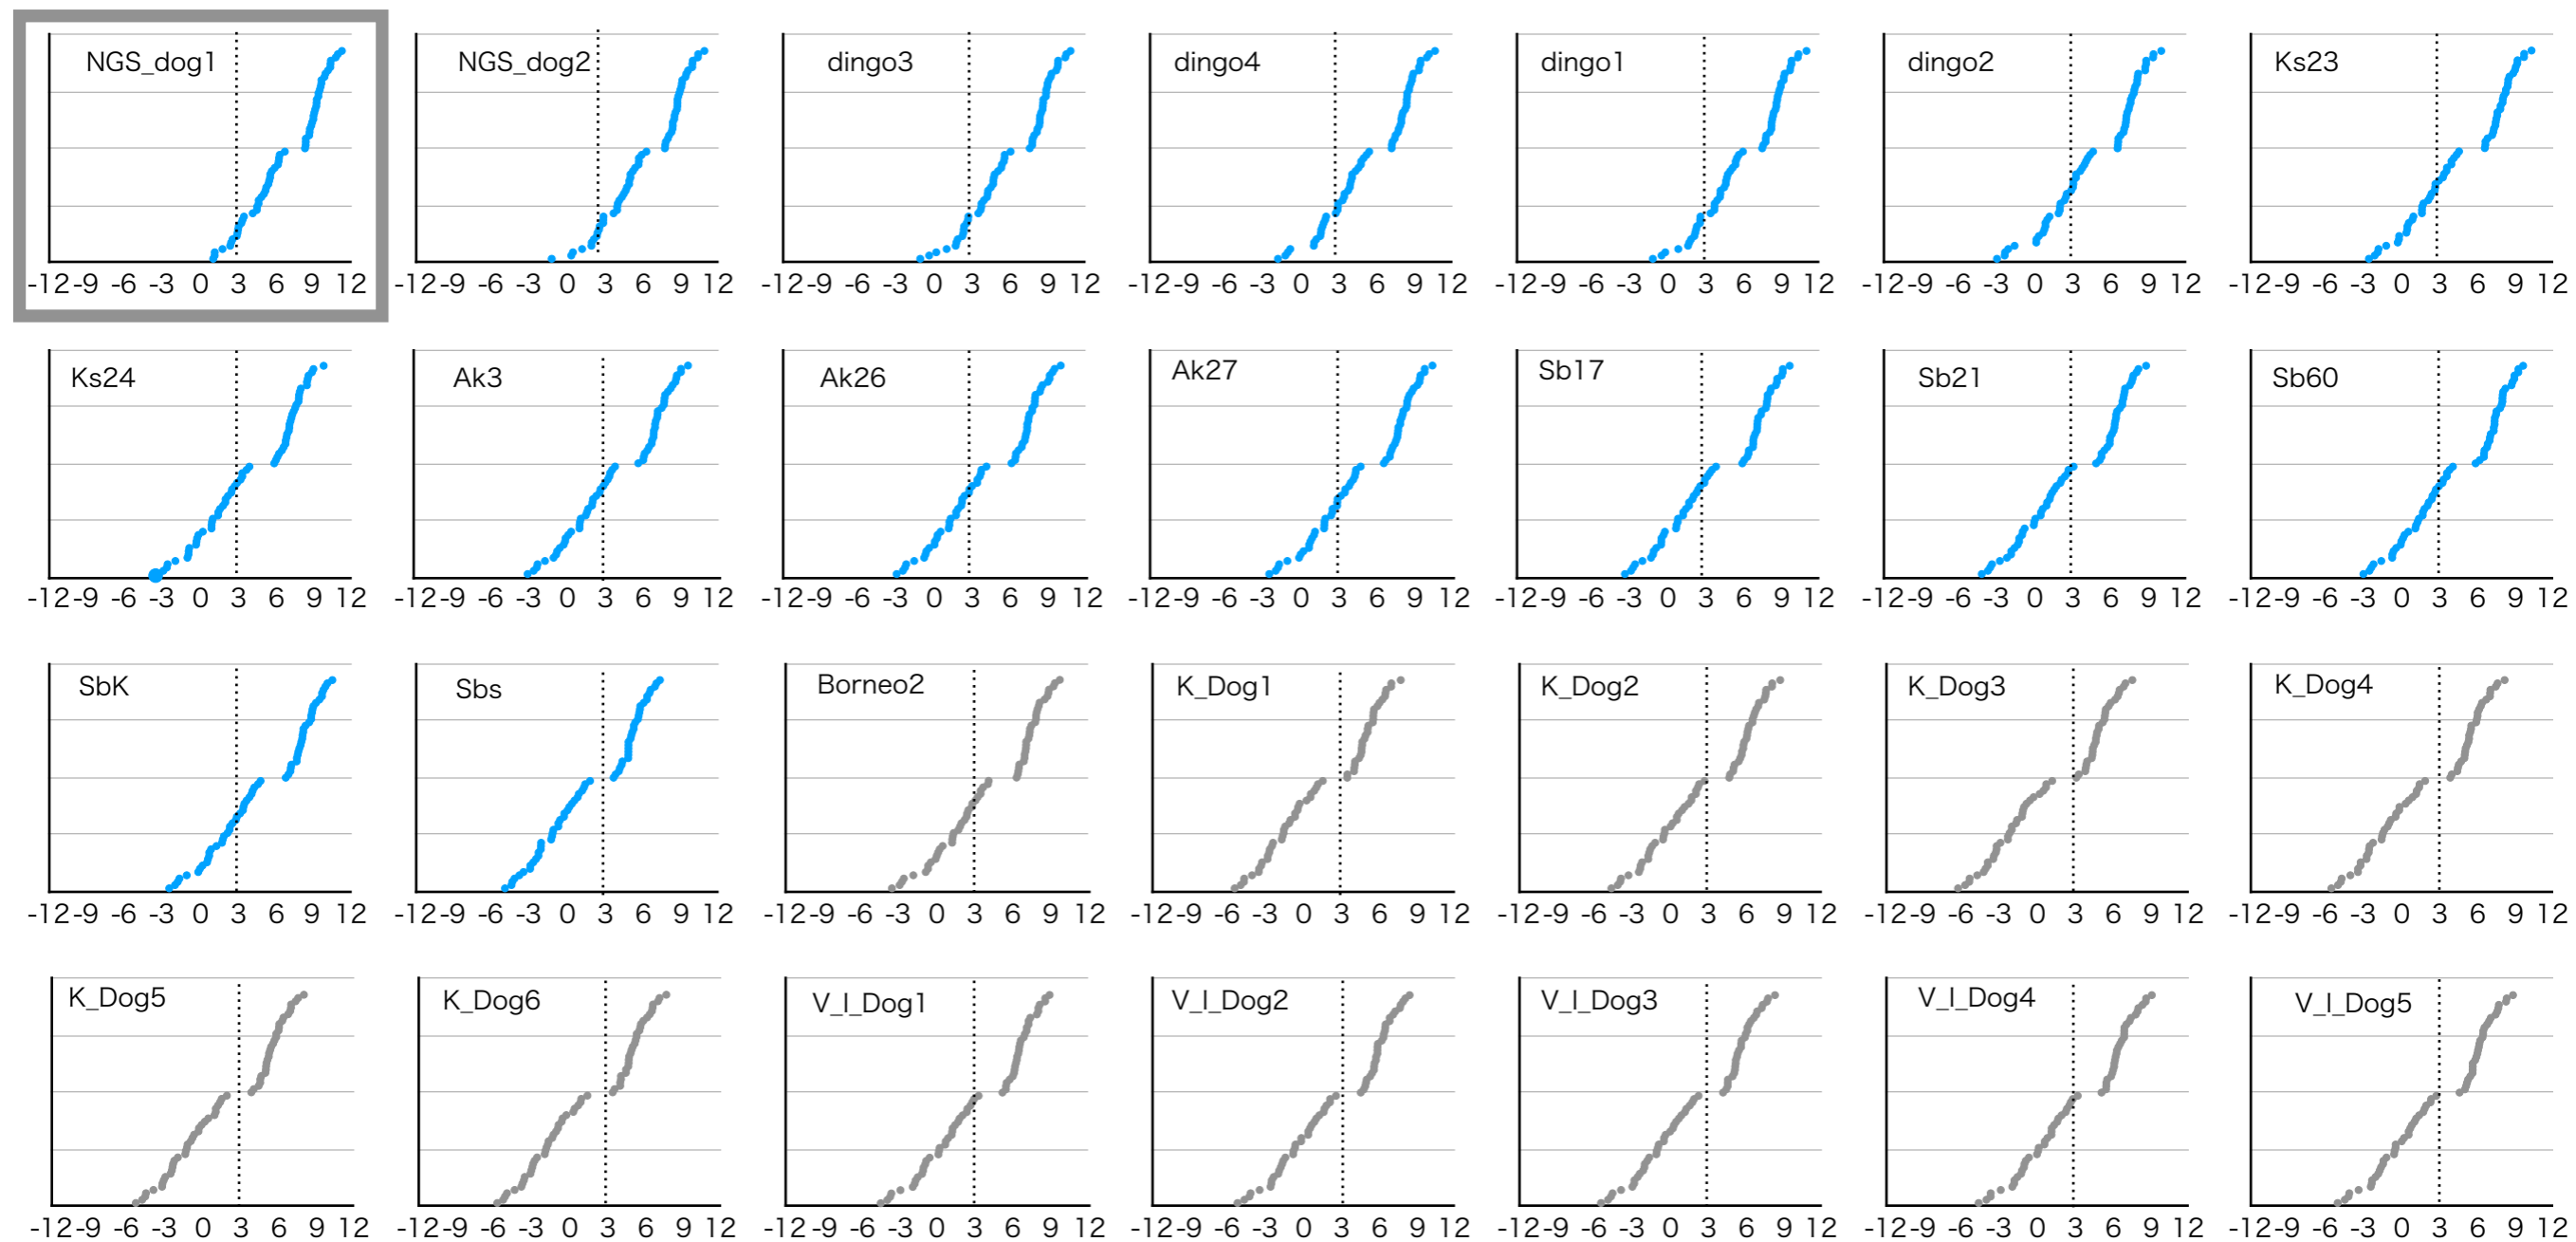 NGS_dog1 NGS_dog2 dingo3 dingo4 dingo1 dingo2 Ks23
-12 -9 -6 -3 0 3 6 9 12 -12 -9 -6 -3 0 3 6 9 12 -12 -9 -6 -3 0 3 6 9 12 -12 -9 -6 -3 0 3 6 9 12 -12 -9 -6 -3 0 3 6 9 12 -12 -9 -6 -3 0 3 6 9 12 -12 -9 -6 -3 0 3 6 9 12
Ks24 Ak3 Ak26 Ak27 Sb17 Sb21 Sb60
-12 -9 -6 -3 0 3 6 9 12 -12 -9 -6 -3 0 3 6 9 12 -12 -9 -6 -3 0 3 6 9 12 -12 -9 -6 -3 0 3 6 9 12 -12 -9 -6 -3 0 3 6 9 12 -12 -9 -6 -3 0 3 6 9 12 -12 -9 -6 -3 0 3 6 9 12
SbK Sbs Borneo2 K_Dog1 K_Dog2 K_Dog3 K_Dog4
-12 -9 -6 -3 0 3 6 9 12 -12 -9 -6 -3 0 3 6 9 12 -12 -9 -6 -3 0 3 6 9 12 -12 -9 -6 -3 0 3 6 9 12 -12 -9 -6 -3 0 3 6 9 12 -12 -9 -6 -3 0 3 6 9 12 -12 -9 -6 -3 0 3 6 9 12
K_Dog5 K_Dog6 V_I_Dog1 V_I_Dog2 V_I_Dog3 V_I_Dog4 V_I_Dog5
-12 -9 -6 -3 0 3 6 9 12 -12 -9 -6 -3 0 3 6 9 12 -12 -9 -6 -3 0 3 6 9 12 -12 -9 -6 -3 0 3 6 9 12 -12 -9 -6 -3 0 3 6 9 12 -12 -9 -6 -3 0 3 6 9 12 -12 -9 -6 -3 0 3 6 9 12